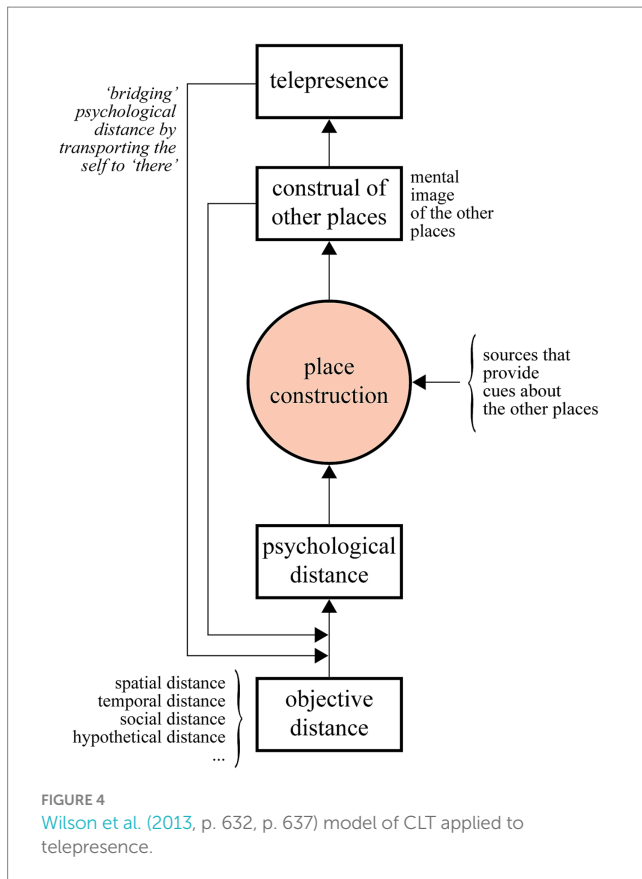 telepresence
'bridging'
psychological
distance by
transporting the
self to 'there'
construal of
other places
mental
image
of the other
places
place
construction
sources that
provide
cues about
the other places
psychological
distance
spatial distance
temporal distance
social distance
hypothetical distance
...
objective
distance
FIGURE 4
Wilson et al. (2013, p. 632, p. 637) model of CLT applied to
telepresence.